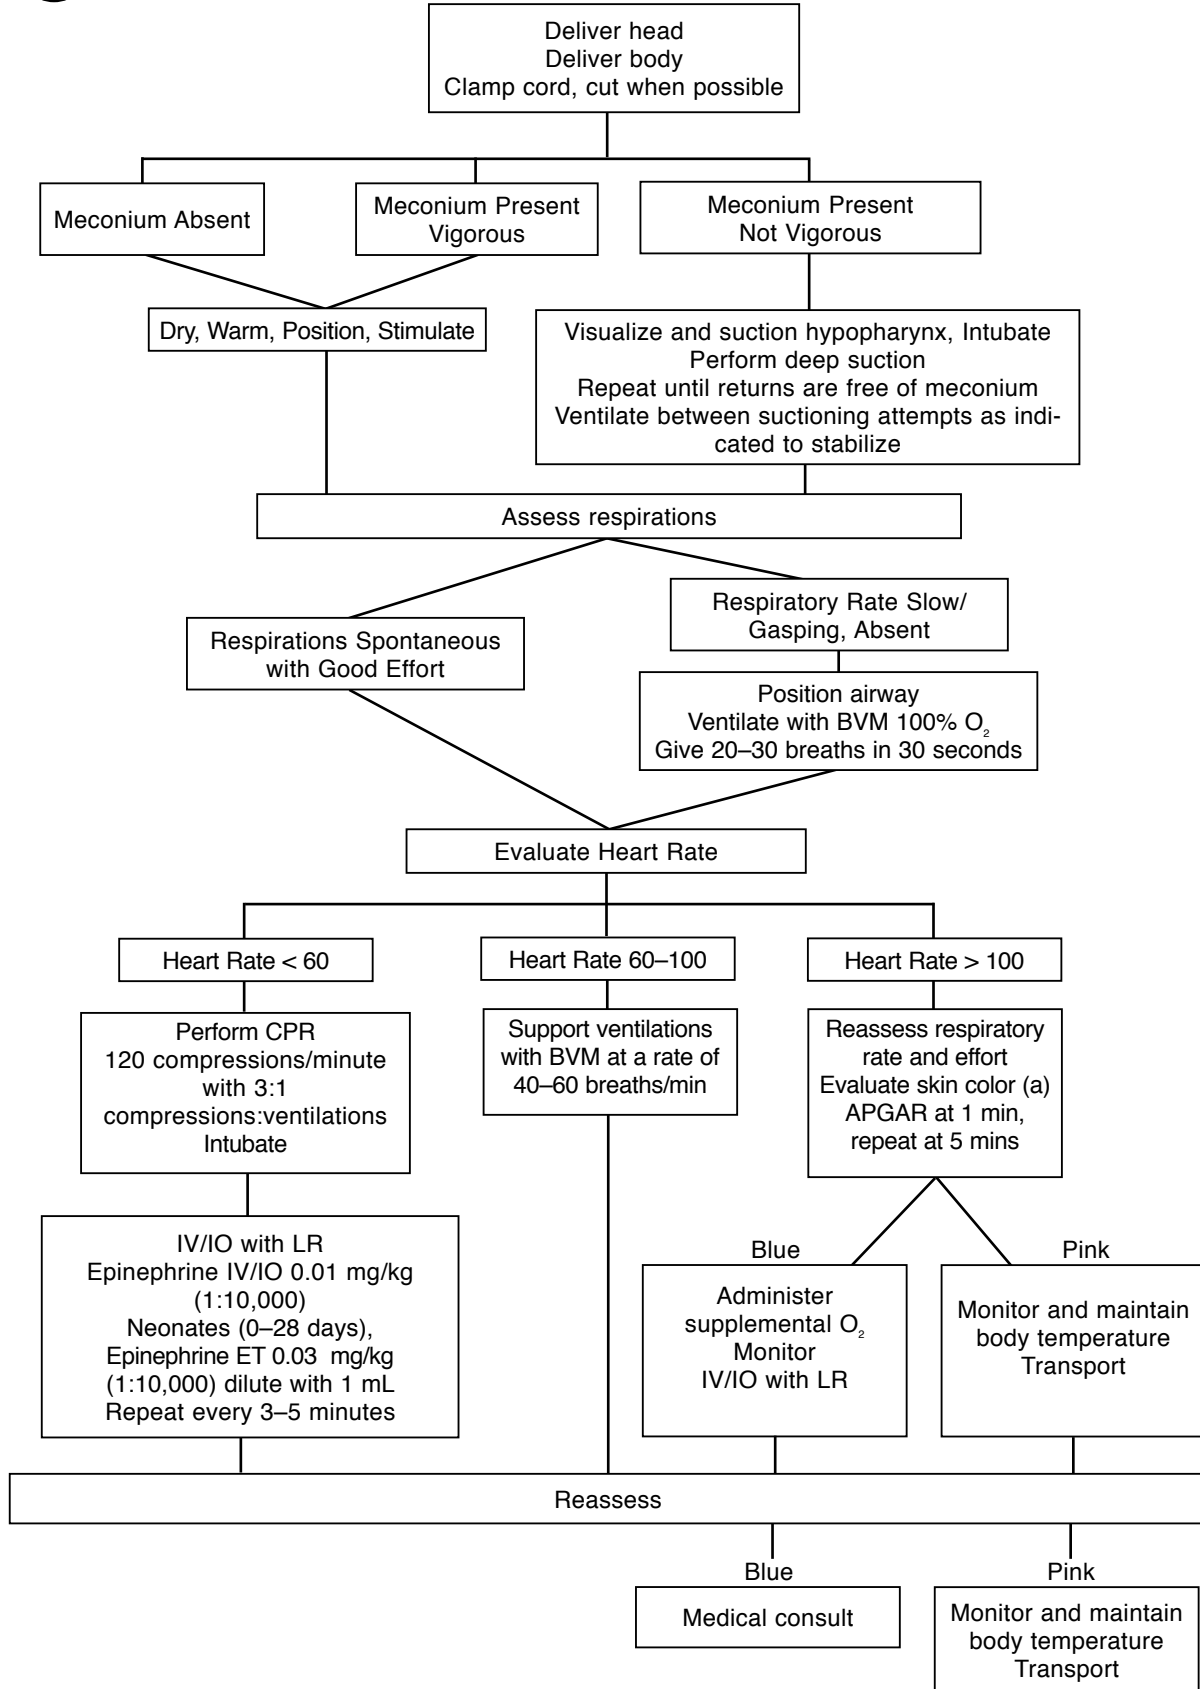 Deliver head
Deliver body
Clamp cord, cut when possible
Meconium Absent
Meconium Present
Vigorous
Meconium Present
Not Vigorous
Dry, Warm, Position, Stimulate
Visualize and suction hypopharynx, Intubate
Perform deep suction
Repeat until returns are free of meconium
Ventilate between suctioning attempts as indi-
cated to stabilize
Assess respirations
Respirations Spontaneous
with Good Effort
Respiratory Rate Slow/
Gasping, Absent
Position airway
Ventilate with BVM 100% O₂
Give 20–30 breaths in 30 seconds
Evaluate Heart Rate
Heart Rate < 60
Heart Rate 60–100
Heart Rate > 100
Perform CPR
120 compressions/minute
with 3:1
compressions:ventilations
Intubate
Support ventilations
with BVM at a rate of
40–60 breaths/min
Reassess respiratory
rate and effort
Evaluate skin color (a)
APGAR at 1 min,
repeat at 5 mins
IV/IO with LR
Epinephrine IV/IO 0.01 mg/kg
(1:10,000)
Neonates (0–28 days),
Epinephrine ET 0.03 mg/kg
(1:10,000) dilute with 1 mL
Repeat every 3–5 minutes
Blue
Administer
supplemental O₂
Monitor
IV/IO with LR
Pink
Monitor and maintain
body temperature
Transport
Reassess
Blue
Medical consult
Pink
Monitor and maintain
body temperature
Transport